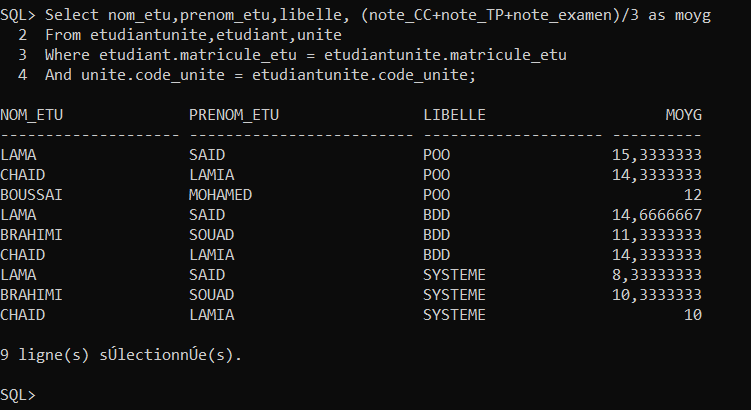 SQL> Select nom_etu,prenom_etu,libelle, (note_CC+note_TP+note_examen)/3 as moyg
  2  From etudiantunite,etudiant,unite
  3  Where etudiant.matricule_etu = etudiantunite.matricule_etu
  4  And unite.code_unite = etudiantunite.code_unite;

NOM_ETU              PRENOM_ETU                LIBELLE                    MOYG
-------------------- ------------------------- -------------------- ----------
LAMA                 SAID                      POO                  15,3333333
CHAID                LAMIA                     POO                  14,3333333
BOUSSAI              MOHAMED                   POO                          12
LAMA                 SAID                      BDD                  14,6666667
BRAHIMI              SOUAD                     BDD                  11,3333333
CHAID                LAMIA                     BDD                  14,3333333
LAMA                 SAID                      SYSTEME              8,33333333
BRAHIMI              SOUAD                     SYSTEME              10,3333333
CHAID                LAMIA                     SYSTEME                      10

9 ligne(s) sÚlectionnÚe(s).

SQL>